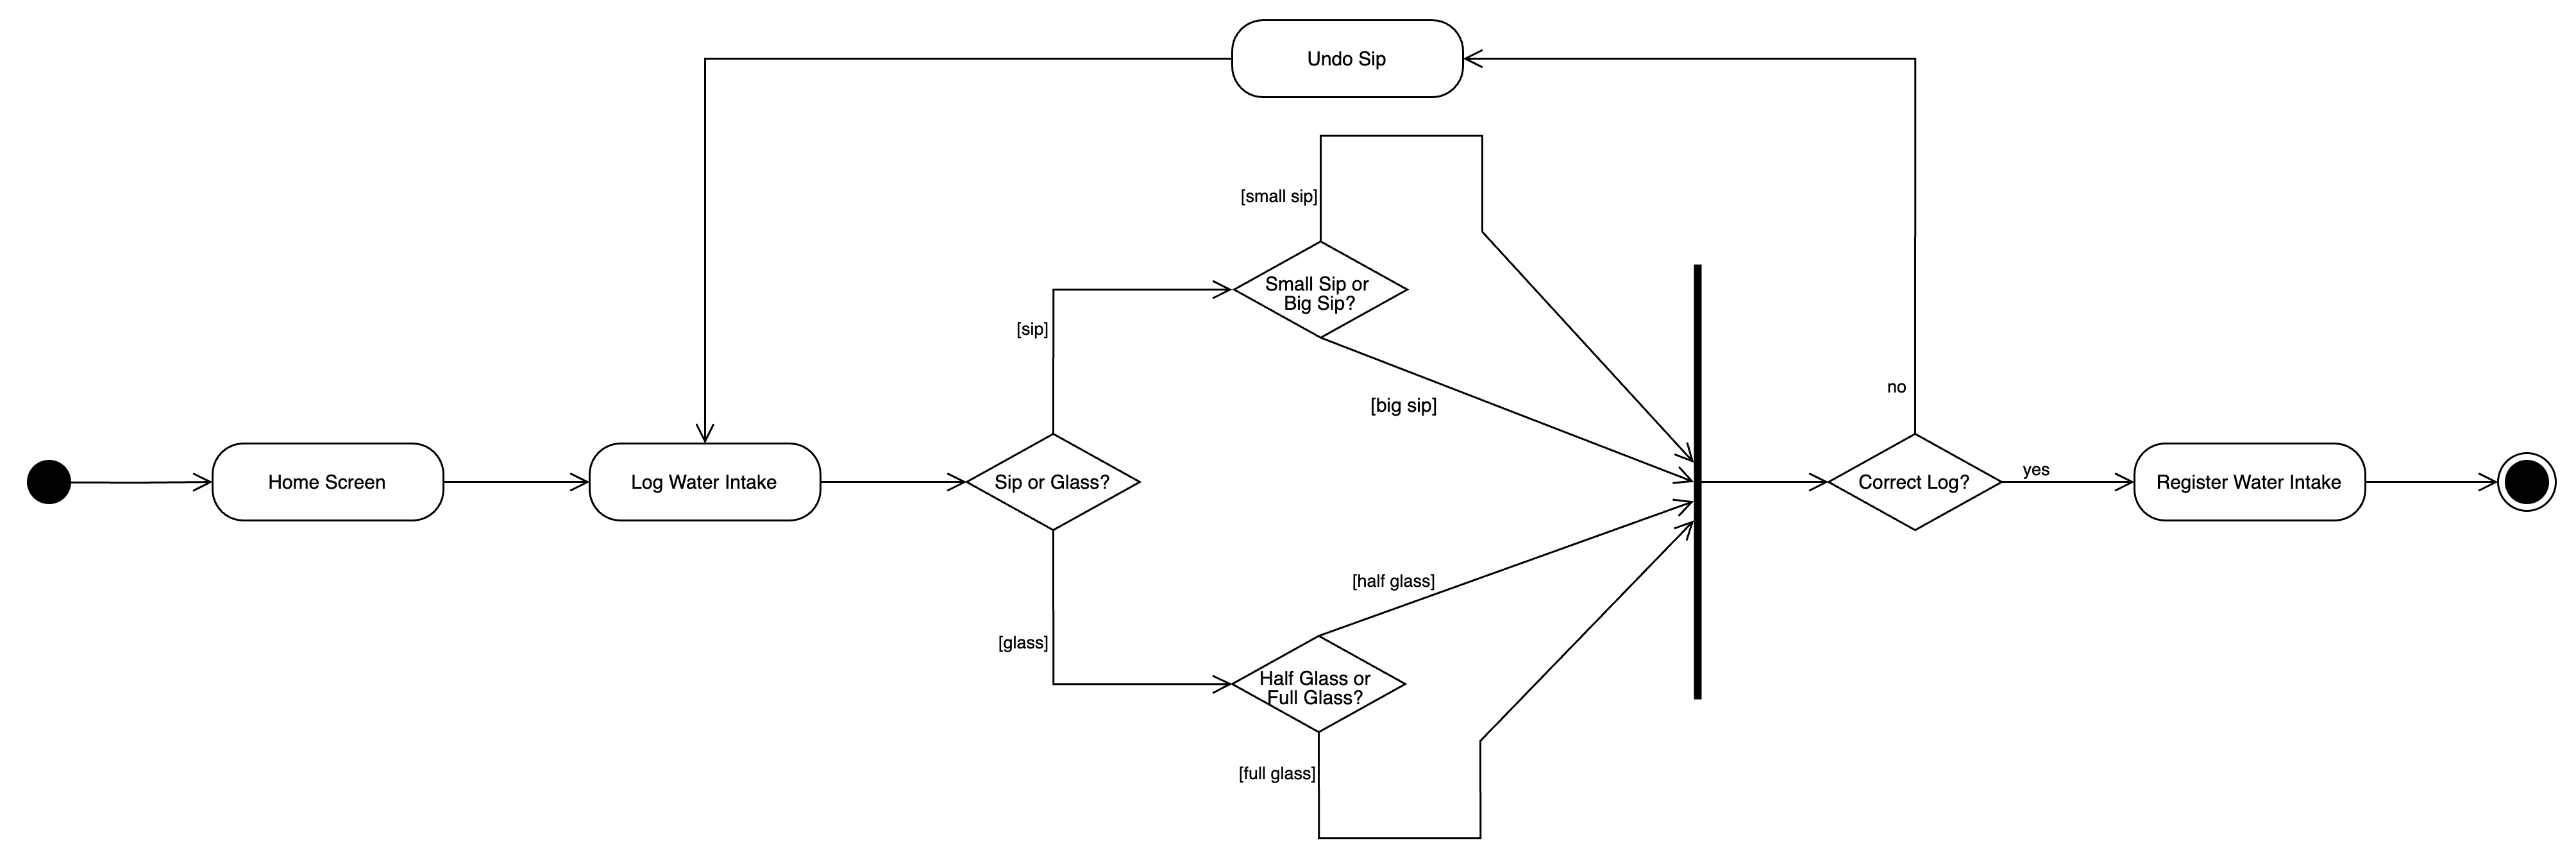 Undo Sip
[small sip]
Small Sip or
Big Sip?
[sip]
[big sip]
no
Home Screen
Log Water Intake
Sip or Glass?
Correct Log?
yes
Register Water Intake
[half glass]
[glass]
Half Glass or
Full Glass?
[full glass]